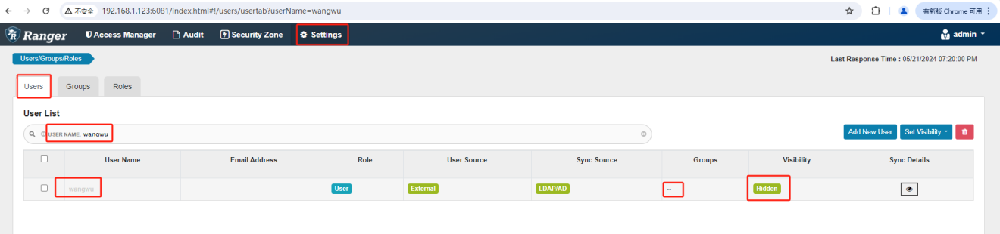 不安全 192.168.1.123:6081/index.html#!/users/usertab?userName=wangwu 有新版 Chrome 可用
Ranger Access Manager Audit Security Zone Settings admin
Users/Groups/Roles Last Response Time : 05/21/2024 07:20:00 PM
Users Groups Roles
User List
USER NAME: wangwu Add New User Set Visibility
User Name Email Address Role User Source Sync Source Groups Visibility Sync Details
wangwu User External LDAP/AD -- Hidden